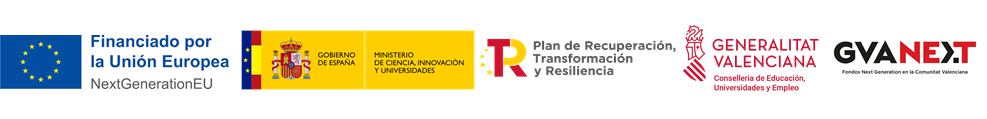 Financiado por
la Unión Europea
NextGenerationEU
GOBIERNO
DE ESPAÑA
MINISTERIO
DE CIENCIA, INNOVACIÓN
Y UNIVERSIDADES
TR
Plan de Recuperación,
Transformación
y Resiliencia
GENERALITAT
VALENCIANA
Conselleria de Educación,
Universidades y Empleo
GVANEXT
Fondos Next Generation en la Comunitat Valenciana